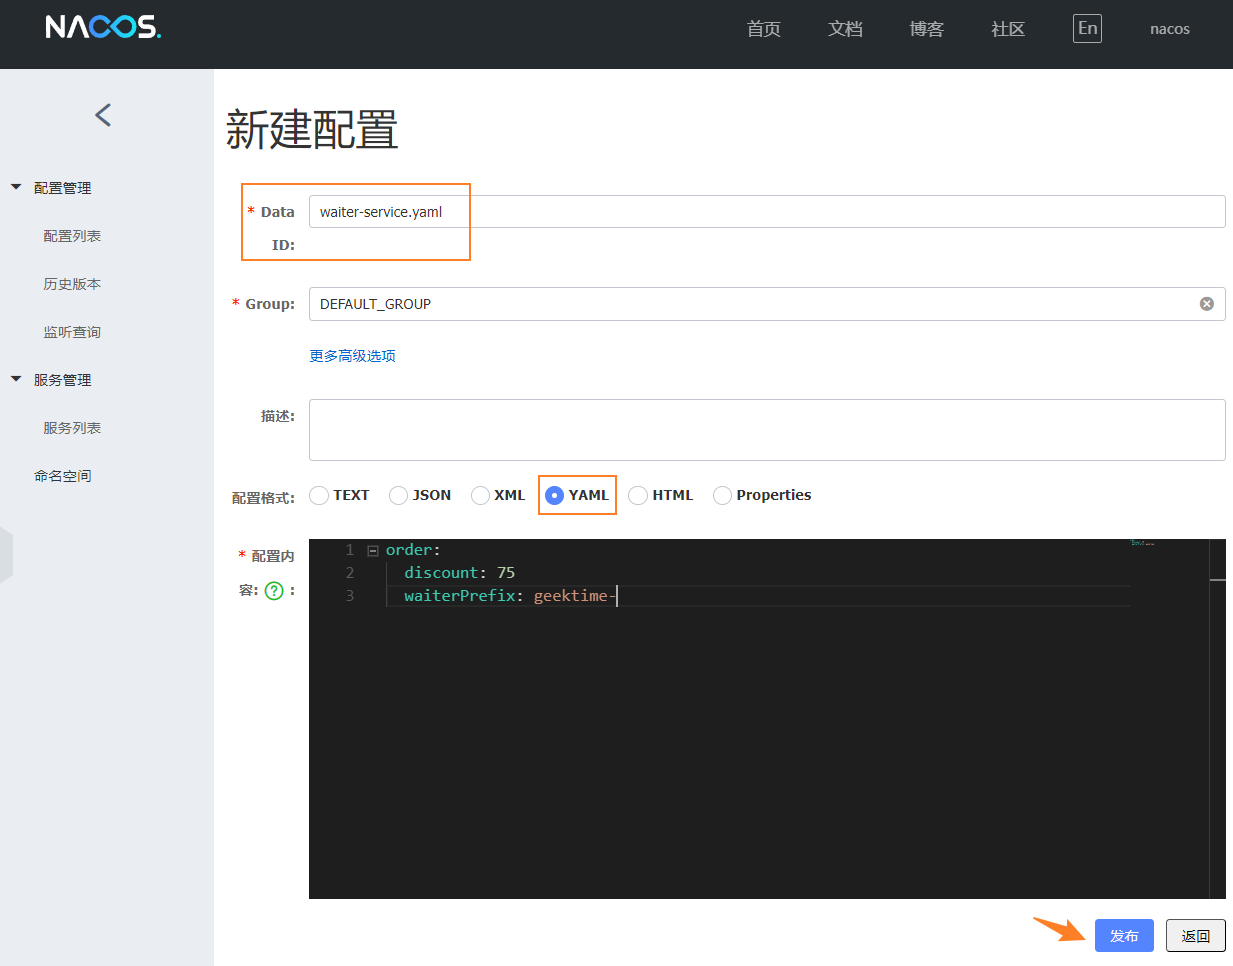 NACOS.
首页 文档 博客 社区 En nacos
新建配置
配置管理
配置列表
历史版本
监听查询
服务管理
服务列表
命名空间
* Data ID: waiter-service.yaml
* Group: DEFAULT_GROUP
更多高级选项
描述:
配置格式: TEXT JSON XML YAML HTML Properties
* 配置内容: ? :
1 order:
2 discount: 75
3 waiterPrefix: geektime-
发布 返回